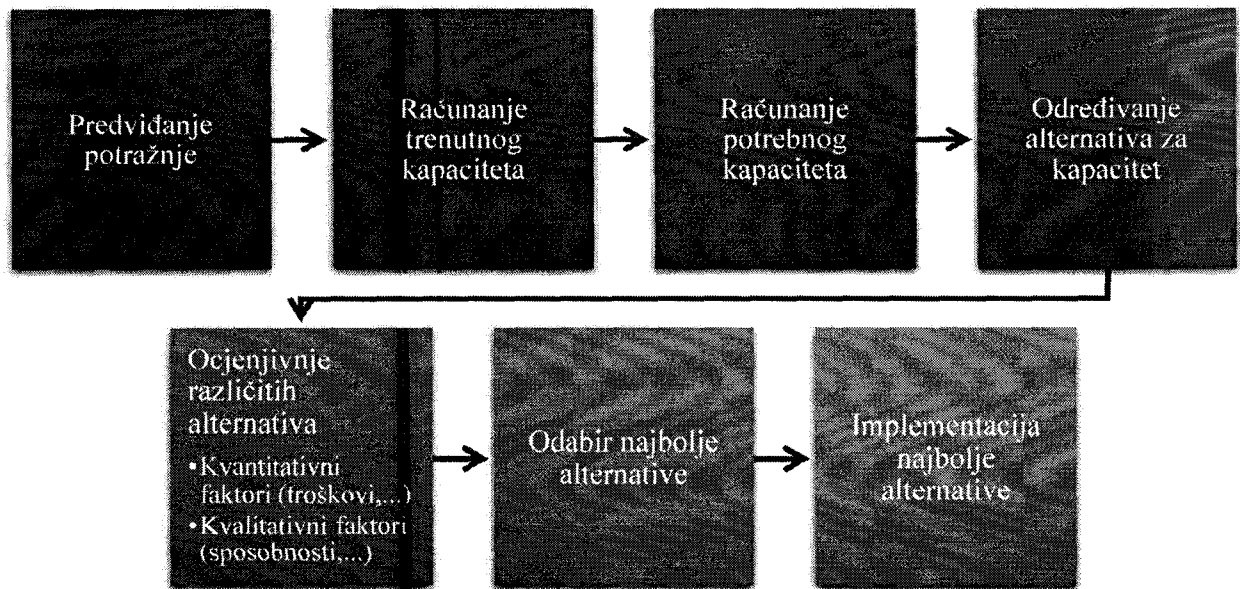 Predviđanje
potražnje
Računanje
trenutnog
kapaciteta
Računanje
potrebnog
kapaciteta
Određivanje
alternativa za
kapacitet
Ocjenjivnje
različitih
alternativa
•Kvantitativni
faktori (troškovi,...)
•Kvalitativni faktori
(sposobnosti,...)
Odabir najbolje
alternative
Implementacija
najbolje
alternative